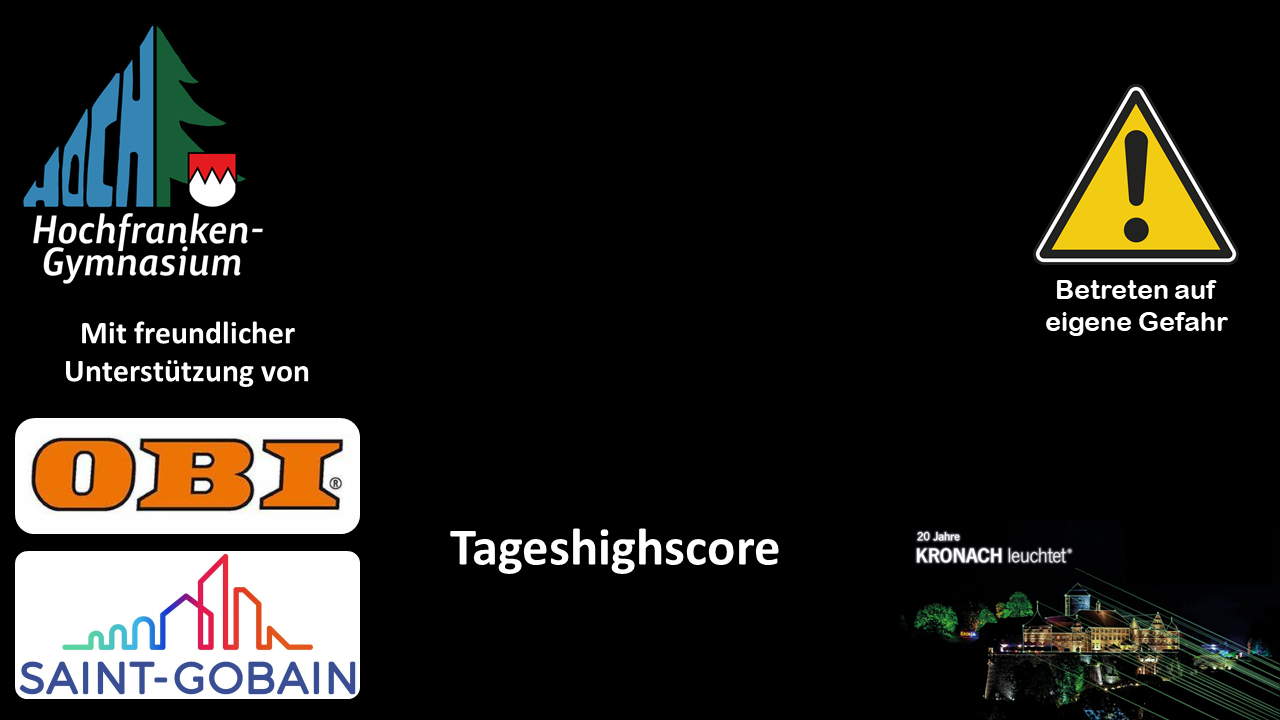 HOCH
Hochfranken-
Gymnasium
Mit freundlicher
Unterstützung von
OBI®
SAINT-GOBAIN
Tageshighscore
Betreten auf
eigene Gefahr
20 Jahre
KRONACH leuchtet®
KRONACH